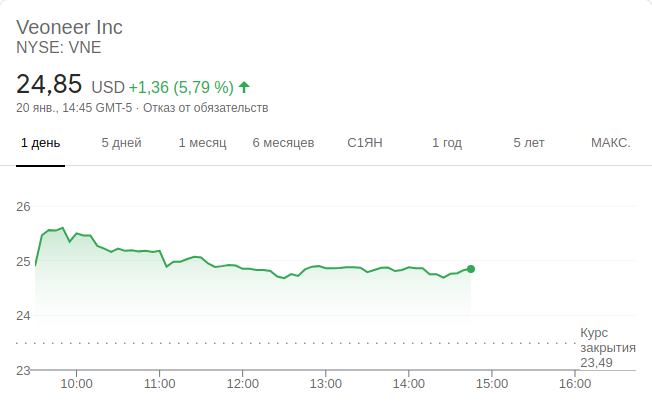 Veoneer Inc
NYSE: VNE
24,85 USD +1,36 (5,79 %)
20 янв., 14:45 GMT-5 · Отказ от обязательств
1 день 5 дней 1 месяц 6 месяцев С1ЯН 1 год 5 лет МАКС.
26
25
24
Курс
закрытия
23,49
23
10:00 11:00 12:00 13:00 14:00 15:00 16:00